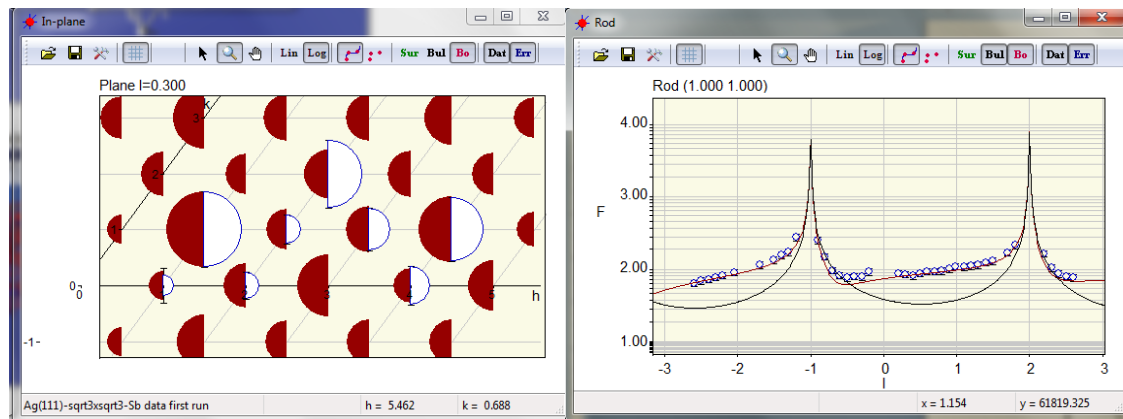 In-plane
Lin Log Sur Bul Bo Dat Err
Plane l=0.300
k
3
2
1
0
0
1
2
3
4
5
h
-1
Ag(111)-sqrt3xsqrt3-Sb data first run h = 5.462 k = 0.688
Rod
Lin Log Sur Bul Bo Dat Err
Rod (1.000 1.000)
4.00
3.00
F
2.00
1.00
-3 -2 -1 0 1 2 3
l
x = 1.154 y = 61819.325